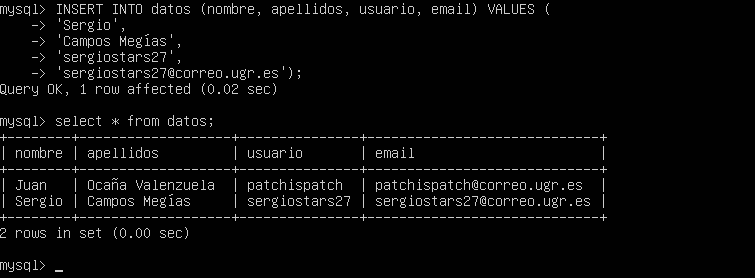 mysql> INSERT INTO datos (nombre, apellidos, usuario, email) VALUES (
    -> 'Sergio',
    -> 'Campos Megías',
    -> 'sergiostars27',
    -> 'sergiostars27@correo.ugr.es');
Query OK, 1 row affected (0.02 sec)

mysql> select * from datos;
+--------+------------------+---------------+-----------------------------+
| nombre | apellidos        | usuario       | email                       |
+--------+------------------+---------------+-----------------------------+
| Juan   | Ocaña Valenzuela | patchispatch  | patchispatch@correo.ugr.es  |
| Sergio | Campos Megías    | sergiostars27 | sergiostars27@correo.ugr.es |
+--------+------------------+---------------+-----------------------------+
2 rows in set (0.00 sec)

mysql> _